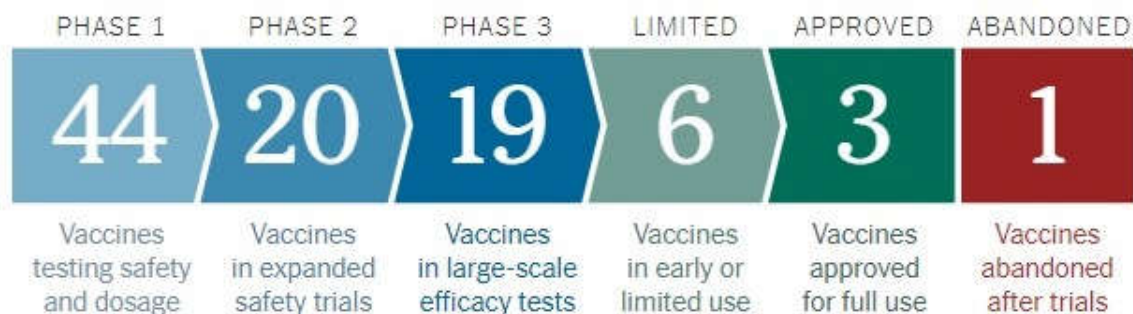 PHASE 1 PHASE 2 PHASE 3 LIMITED APPROVED ABANDONED
44 20 19 6 3 1
Vaccines Vaccines Vaccines Vaccines Vaccines Vaccines
testing safety in expanded in large-scale in early or approved abandoned
and dosage safety trials efficacy tests limited use for full use after trials